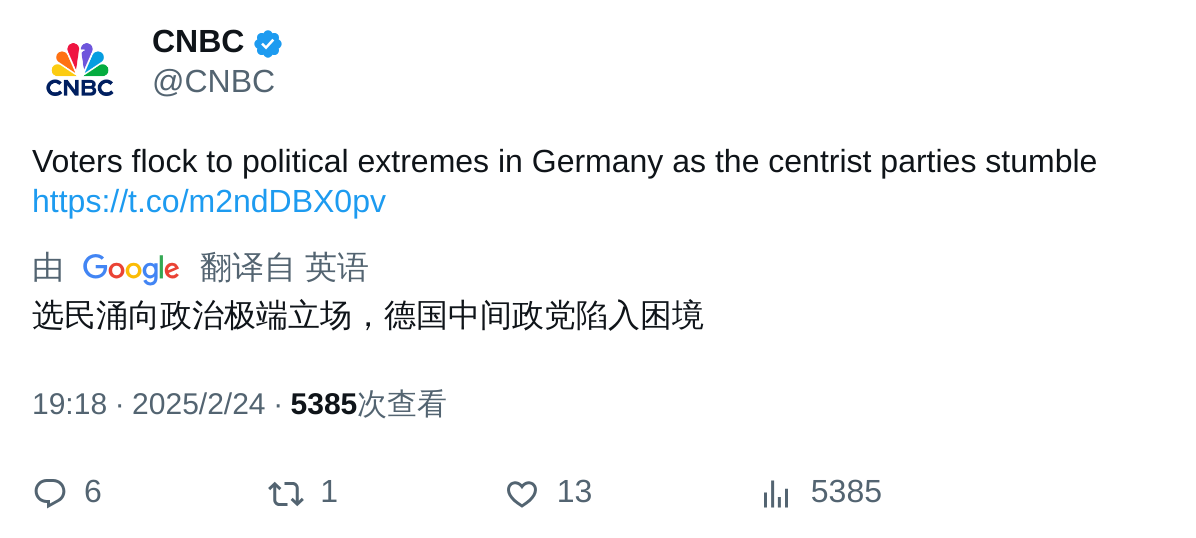 CNBC
CNBC
@CNBC
Voters flock to political extremes in Germany as the centrist parties stumble
https://t.co/m2ndDBX0pv
由 Google 翻译自 英语
选民涌向政治极端立场，德国中间政党陷入困境
19:18 · 2025/2/24 · 5385次查看
6 1 13 5385